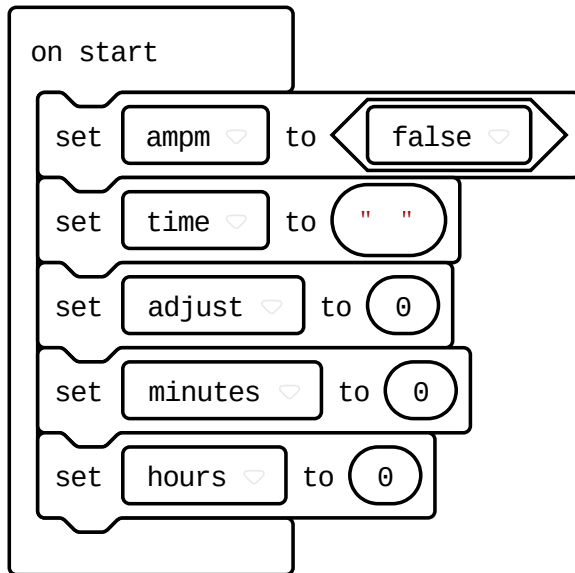 on start
set ampm to false
set time to " "
set adjust to 0
set minutes to 0
set hours to 0